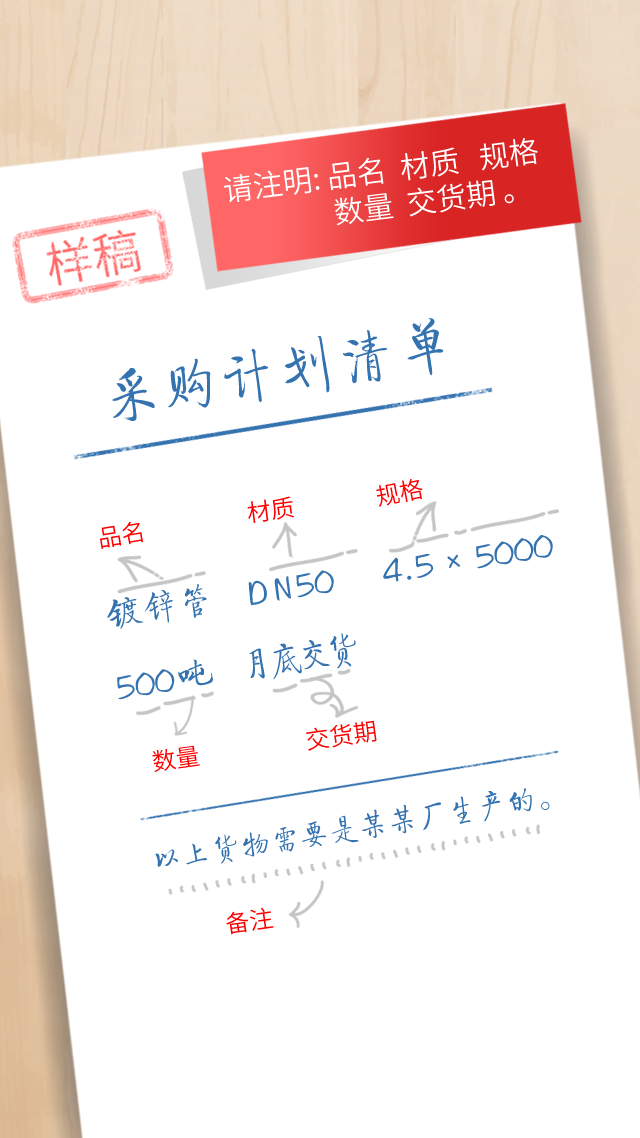 请注明: 品名 材质 规格
数量 交货期。
样稿
采购计划清单
品名 材质 规格
镀锌管 DN50 4.5 × 5000
500吨 月底交货
数量 交货期
以上货物需要是某某厂生产的。
备注